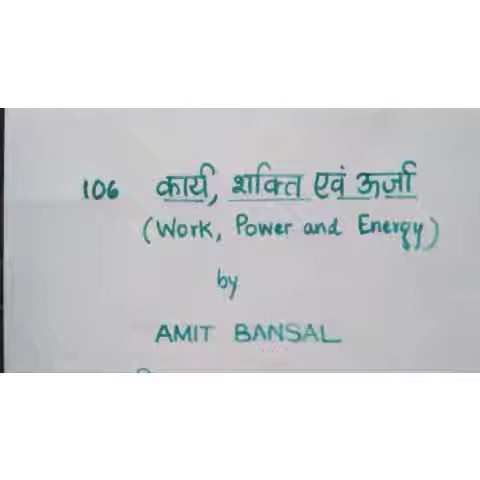 106 कार्य, शक्ति एवं ऊर्जा
(Work, Power and Energy)
by
AMIT BANSAL